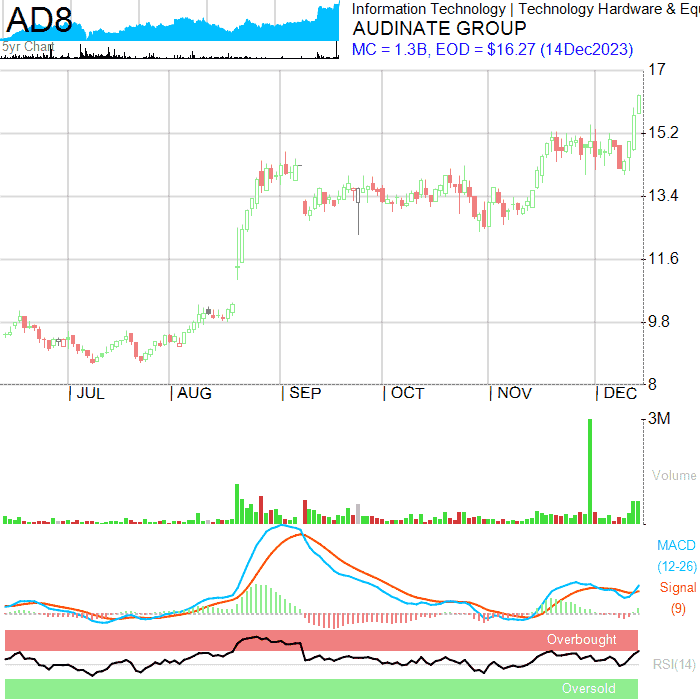 AD8
5yr Chart
Information Technology | Technology Hardware & Equ
AUDINATE GROUP
MC = 1.3B, EOD = $16.27 (14Dec2023)
17
15.2
13.4
11.6
9.8
8
| JUL | AUG | SEP | OCT | NOV | DEC
3M
Volume
MACD
(12-26)
Signal
(9)
Overbought
RSI(14)
Oversold